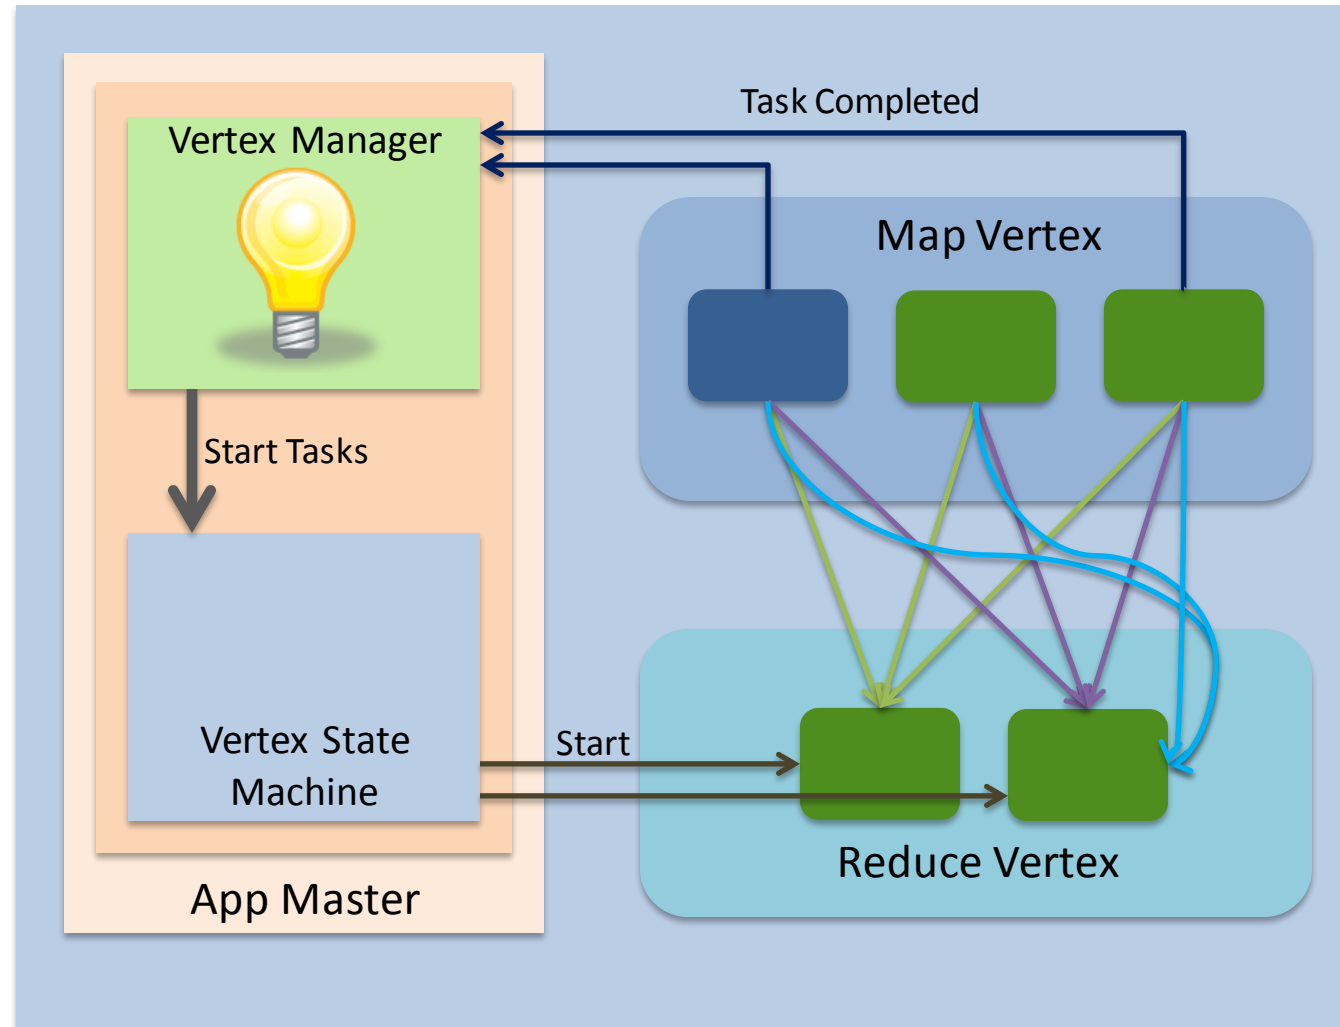 Task Completed
Vertex Manager
Map Vertex
Start Tasks
Vertex State
Machine
Start
Reduce Vertex
App Master